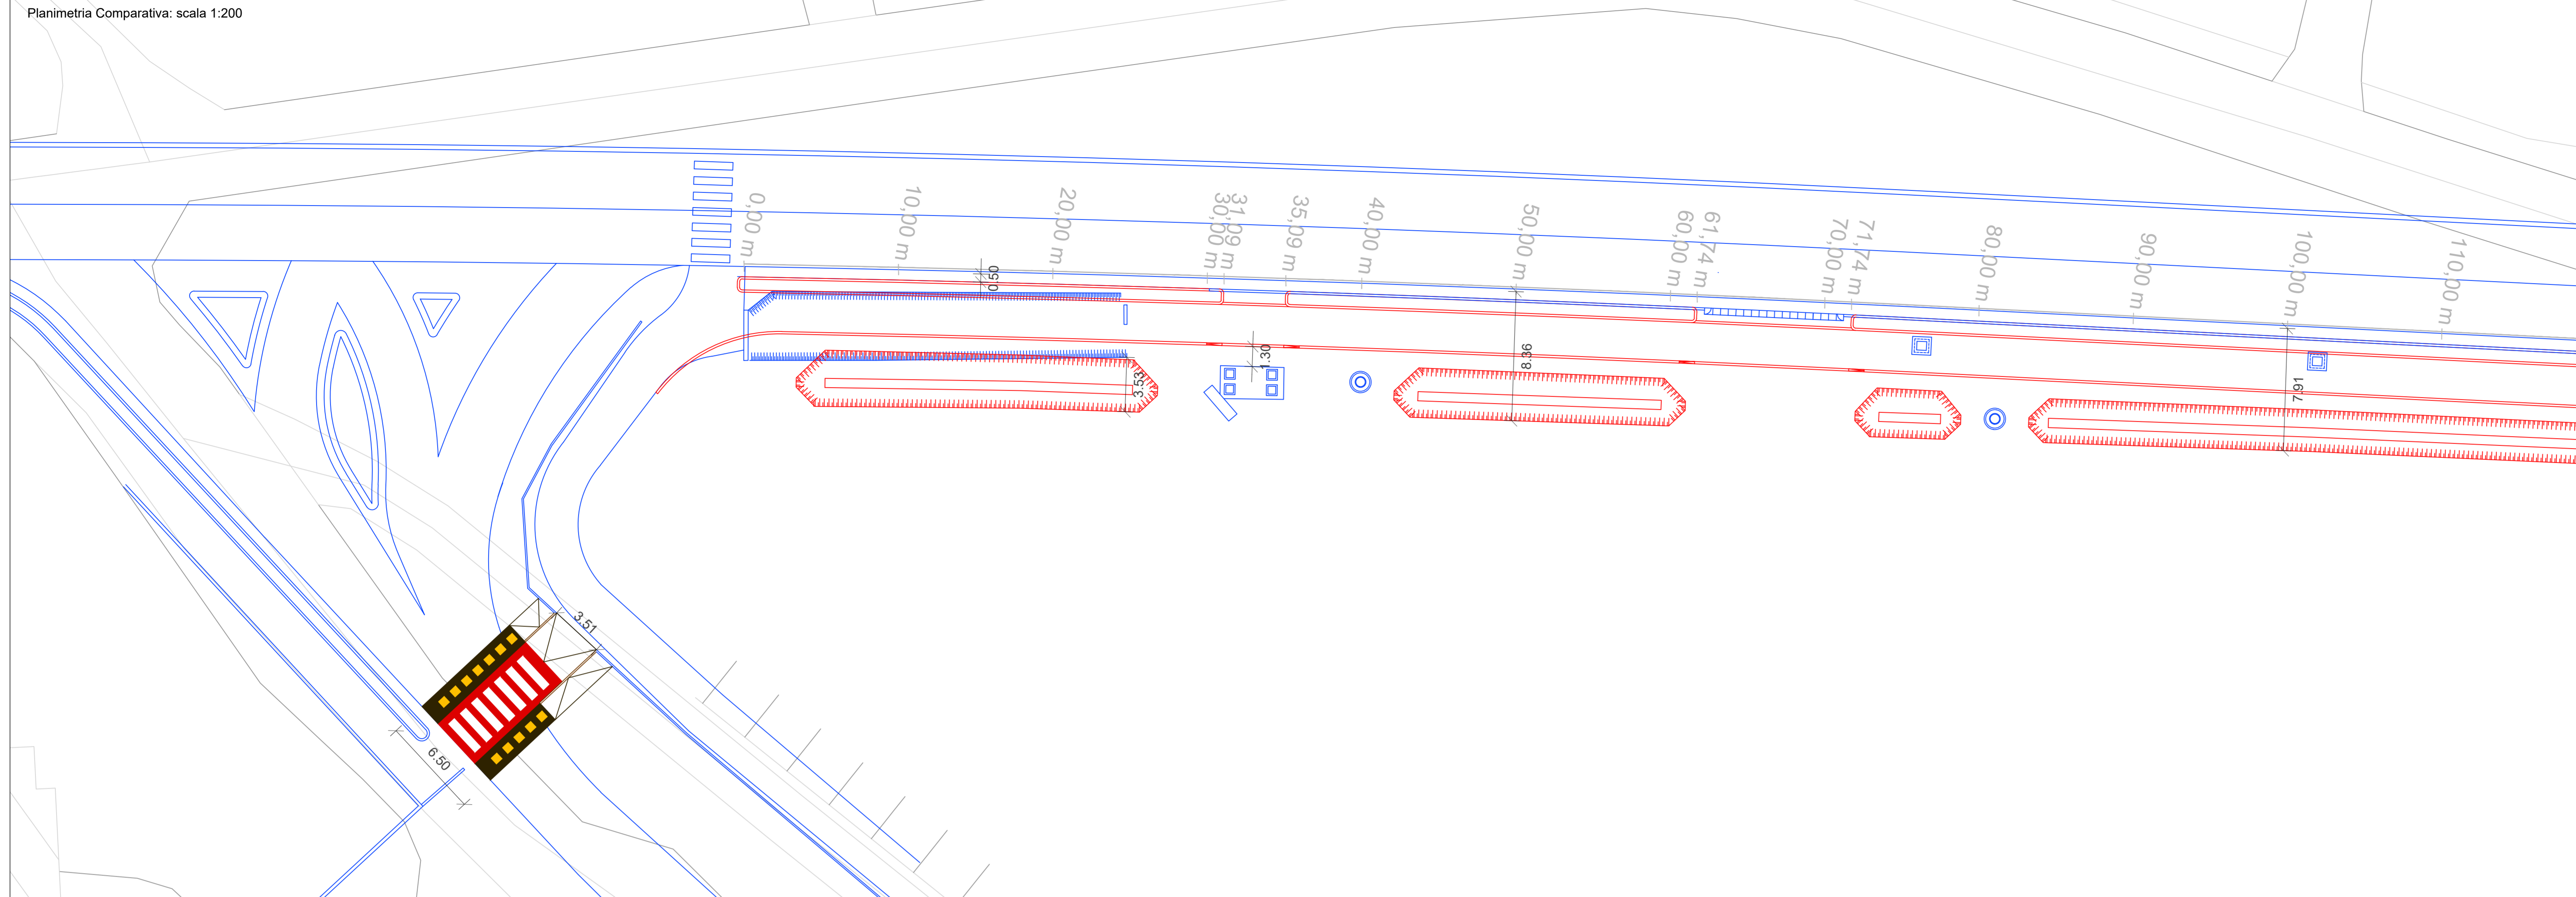 Planimetria Comparativa: scala 1:200
0,00 m
10,00 m
20,00 m
30,00 m
31,09 m
35,09 m
40,00 m
50,00 m
60,00 m
61,74 m
70,00 m
71,74 m
80,00 m
90,00 m
100,00 m
110,00 m
0.50
1.30
3.53
8.36
7.91
3.51
6.50